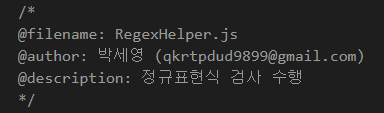 /*
@filename: RegexHelper.js
@author: 박세영 (qkrtpdud9899@gmail.com)
@description: 정규표현식 검사 수행
*/